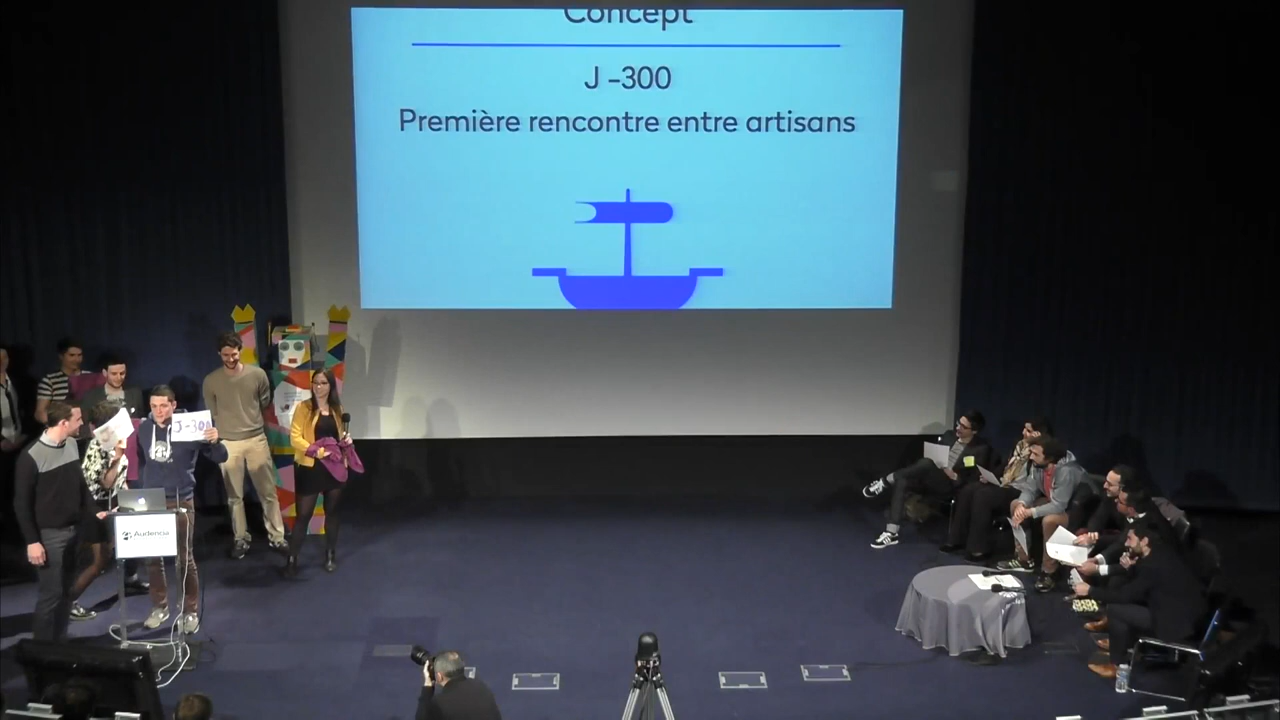 Concept
J -300
Première rencontre entre artisans
J-300
Audencia